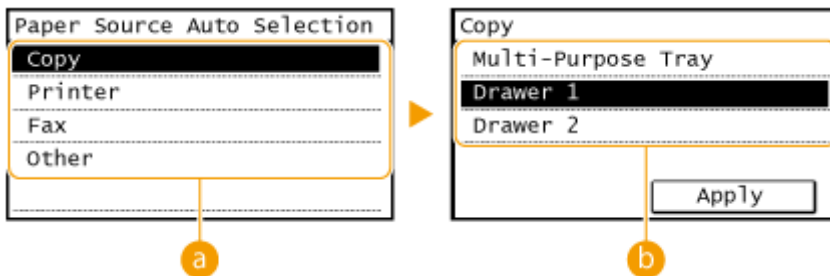 Paper Source Auto Selection
Copy
Printer
Fax
Other
a
Copy
Multi-Purpose Tray
Drawer 1
Drawer 2
Apply
b